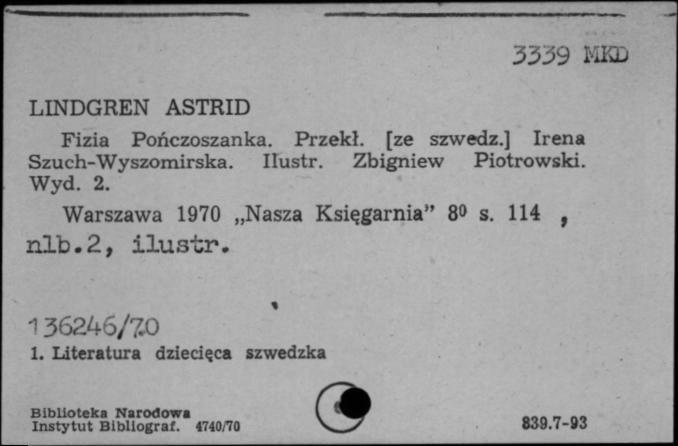 3339 MKD
LINDGREN ASTRID
Fizia Pończoszanka. Przekł. [ze szwedz.] Irena
Szuch-Wyszomirska. Ilustr. Zbigniew Piotrowski.
Wyd. 2.
Warszawa 1970 „Nasza Księgarnia” 8⁰ s. 114 ,
nlb.2, ilustr.
136246/70
1. Literatura dziecięca szwedzka
Biblioteka Narodowa
Instytut Bibliograf. 4740/70
839.7-93